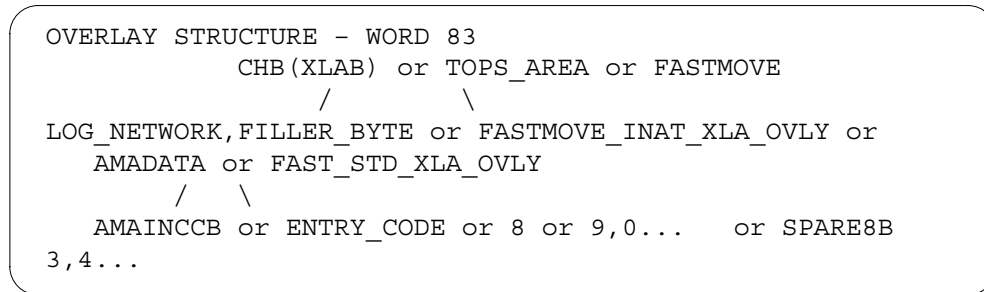 OVERLAY STRUCTURE – WORD 83
CHB(XLAB) or TOPS_AREA or FASTMOVE
/ \
LOG_NETWORK,FILLER_BYTE or FASTMOVE_INAT_XLA_OVLY or
AMADATA or FAST_STD_XLA_OVLY
/ \
AMAINCCB or ENTRY_CODE or 8 or 9,0... or SPARE8B
3,4...